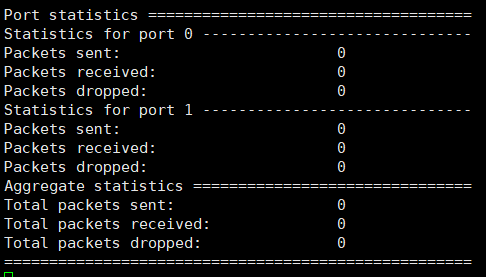 Port statistics ====================================
Statistics for port 0 ------------------------------
Packets sent:                        0
Packets received:                    0
Packets dropped:                     0
Statistics for port 1 ------------------------------
Packets sent:                        0
Packets received:                    0
Packets dropped:                     0
Aggregate statistics ===============================
Total packets sent:                  0
Total packets received:              0
Total packets dropped:               0
====================================================